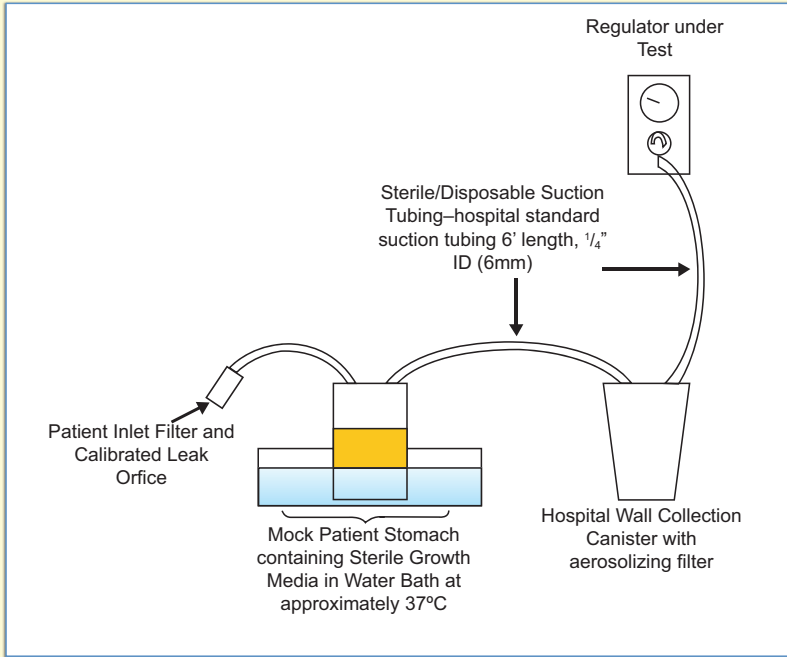 Regulator under
Test
Sterile/Disposable Suction
Tubing–hospital standard
suction tubing 6’ length, 1/4”
ID (6mm)
Patient Inlet Filter and
Calibrated Leak
Orfice
Mock Patient Stomach
containing Sterile Growth
Media in Water Bath at
approximately 37ºC
Hospital Wall Collection
Canister with
aerosolizing filter